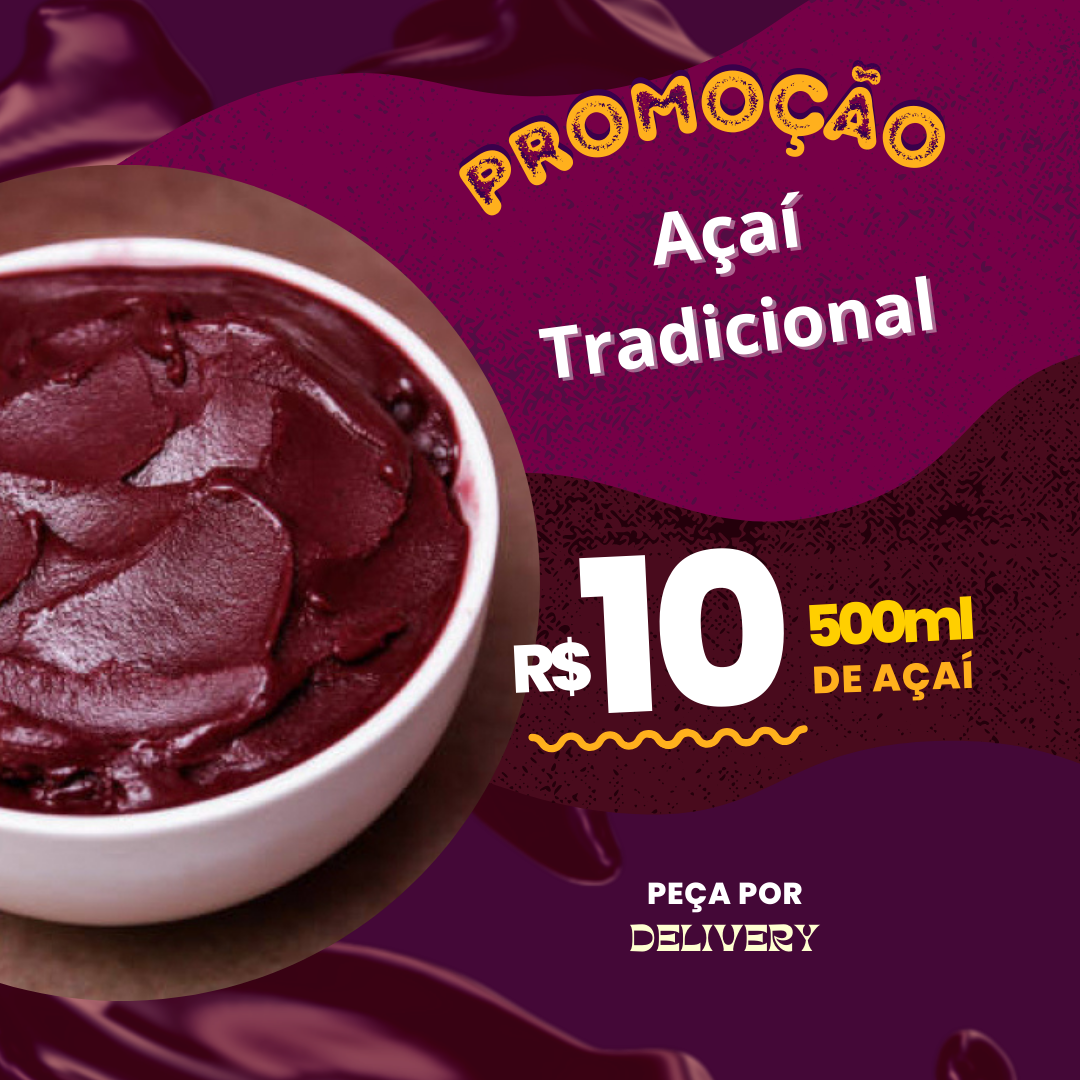 PROMOÇÃO
Açaí
Tradicional
R$10
500ml
DE AÇAÍ
PEÇA POR
DELIVERY